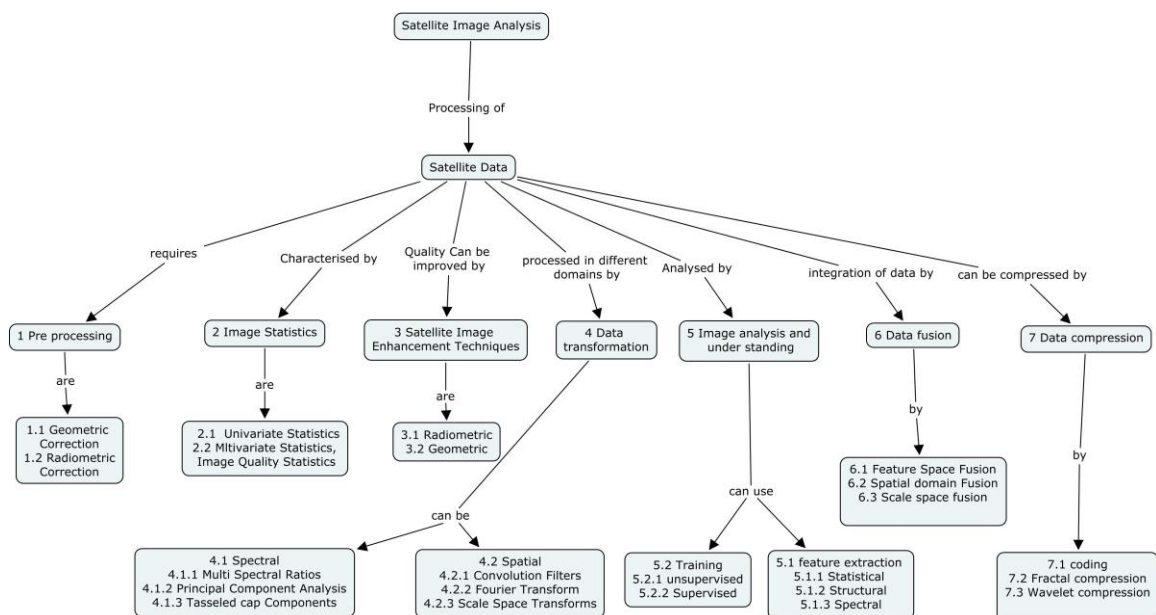 Satellite Image Analysis
Processing of
Satellite Data
requires
Characterised by
Quality Can be
improved by
processed in different
domains by
Analysed by
integration of data by
can be compressed by
1 Pre processing
2 Image Statistics
3 Satellite Image
Enhancement Techniques
4 Data
transformation
5 Image analysis and
under standing
6 Data fusion
7 Data compression
are
are
are
by
by
1.1 Geometric
Correction
1.2 Radiometric
Correction
2.1 Univariate Statistics
2.2 Mltivariate Statistics,
Image Quality Statistics
3.1 Radiometric
3.2 Geometric
6.1 Feature Space Fusion
6.2 Spatial domain Fusion
6.3 Scale space fusion
can be
can use
4.1 Spectral
4.1.1 Multi Spectral Ratios
4.1.2 Principal Component Analysis
4.1.3 Tasseled cap Components
4.2 Spatial
4.2.1 Convolution Filters
4.2.2 Fourier Transform
4.2.3 Scale Space Transforms
5.2 Training
5.2.1 unsupervised
5.2.2 Supervised
5.1 feature extraction
5.1.1 Statistical
5.1.2 Structural
5.1.3 Spectral
7.1 coding
7.2 Fractal compression
7.3 Wavelet compression